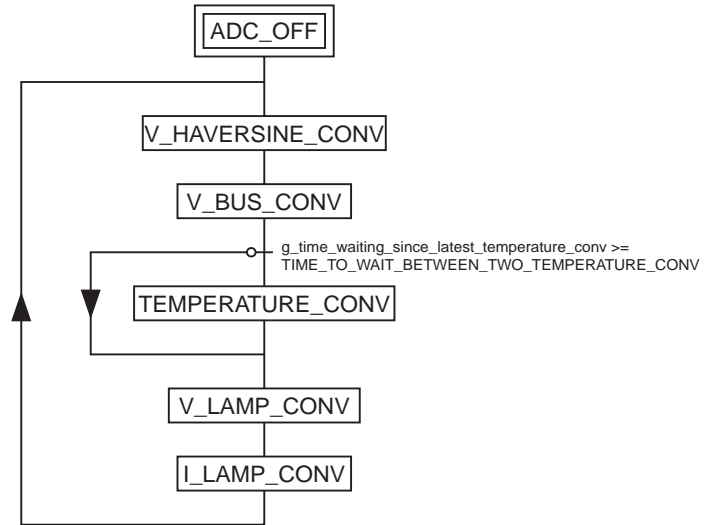 ADC_OFF
V_HAVERSINE_CONV
V_BUS_CONV
g_time_waiting_since_latest_temperature_conv >=
TIME_TO_WAIT_BETWEEN_TWO_TEMPERATURE_CONV
TEMPERATURE_CONV
V_LAMP_CONV
I_LAMP_CONV